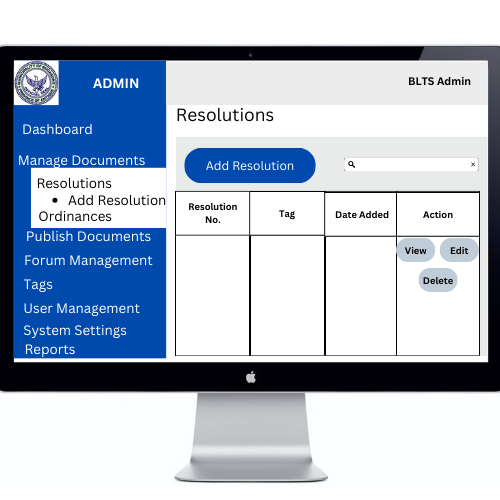 ADMIN
BLTS Admin
Dashboard
Manage Documents
Resolutions
• Add Resolution
Ordinances
Publish Documents
Forum Management
Tags
User Management
System Settings
Reports
Resolutions
Add Resolution
Resolution
No.
Tag
Date Added
Action
View
Edit
Delete